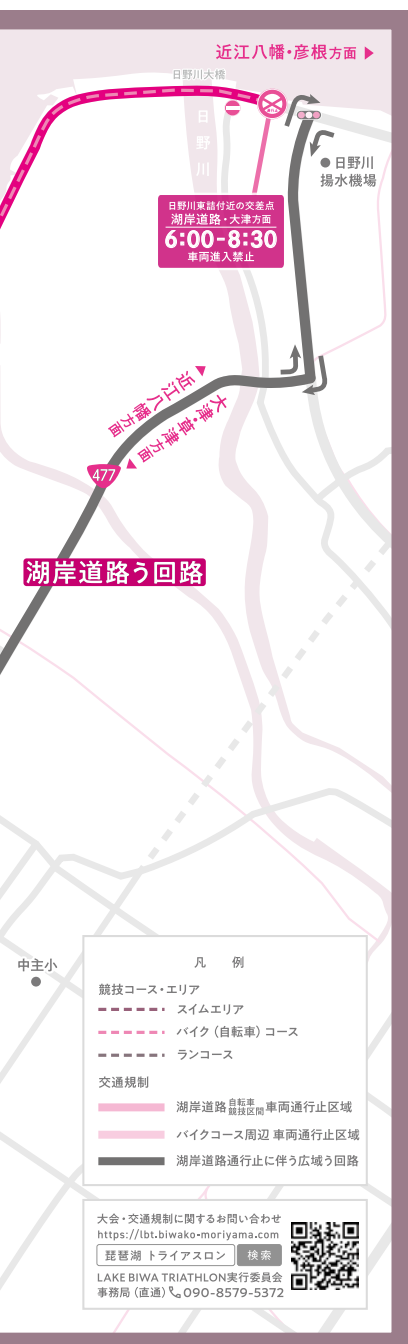 近江八幡・彦根方面 ▶
日野川大橋
日野川
日野川
揚水機場
日野川東詰付近の交差点
湖岸道路・大津方面
6:00-8:30
車両進入禁止
近江八幡方面
大津・草津方面
477
湖岸道路う回路
中主小
凡 例
競技コース・エリア
スイムエリア
バイク（自転車）コース
ランコース
交通規制
湖岸道路 自転車競技区間 車両通行止区域
バイクコース周辺 車両通行止区域
湖岸道路通行止に伴う広域う回路
大会・交通規制に関するお問い合わせ
https://lbt.biwako-moriyama.com
琵琶湖 トライアスロン 検索
LAKE BIWA TRIATHLON実行委員会
事務局（直通）090-8579-5372